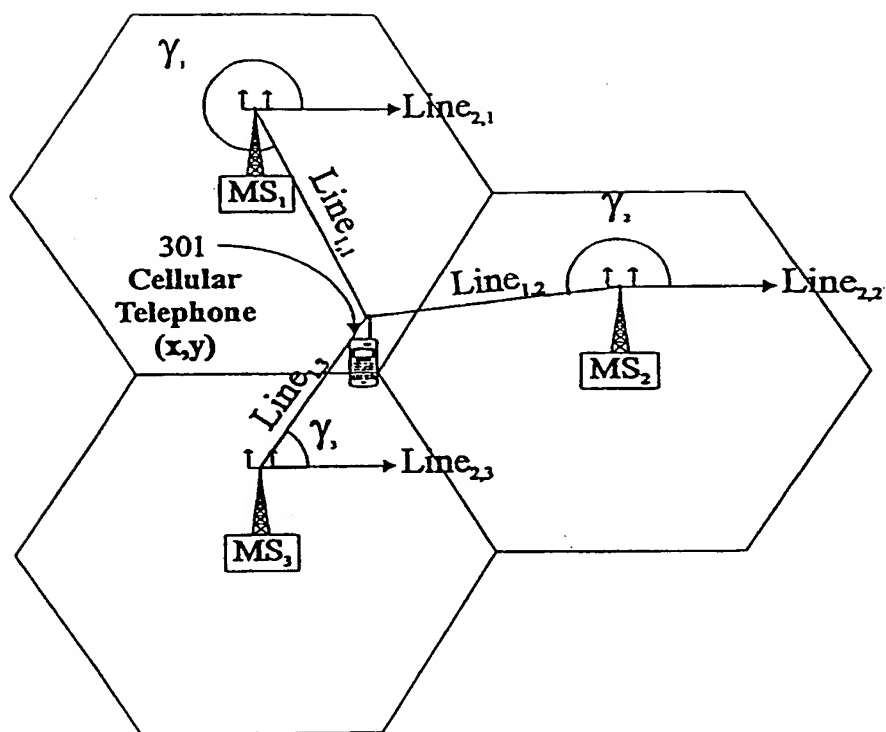 γ₁
Line₂,₁
MS₁
Line₁,₁
301
Cellular
Telephone
(x,y)
γ₂
Line₁,₂
Line₂,₂
MS₂
Line₁,₃
γ₃
Line₂,₃
MS₃